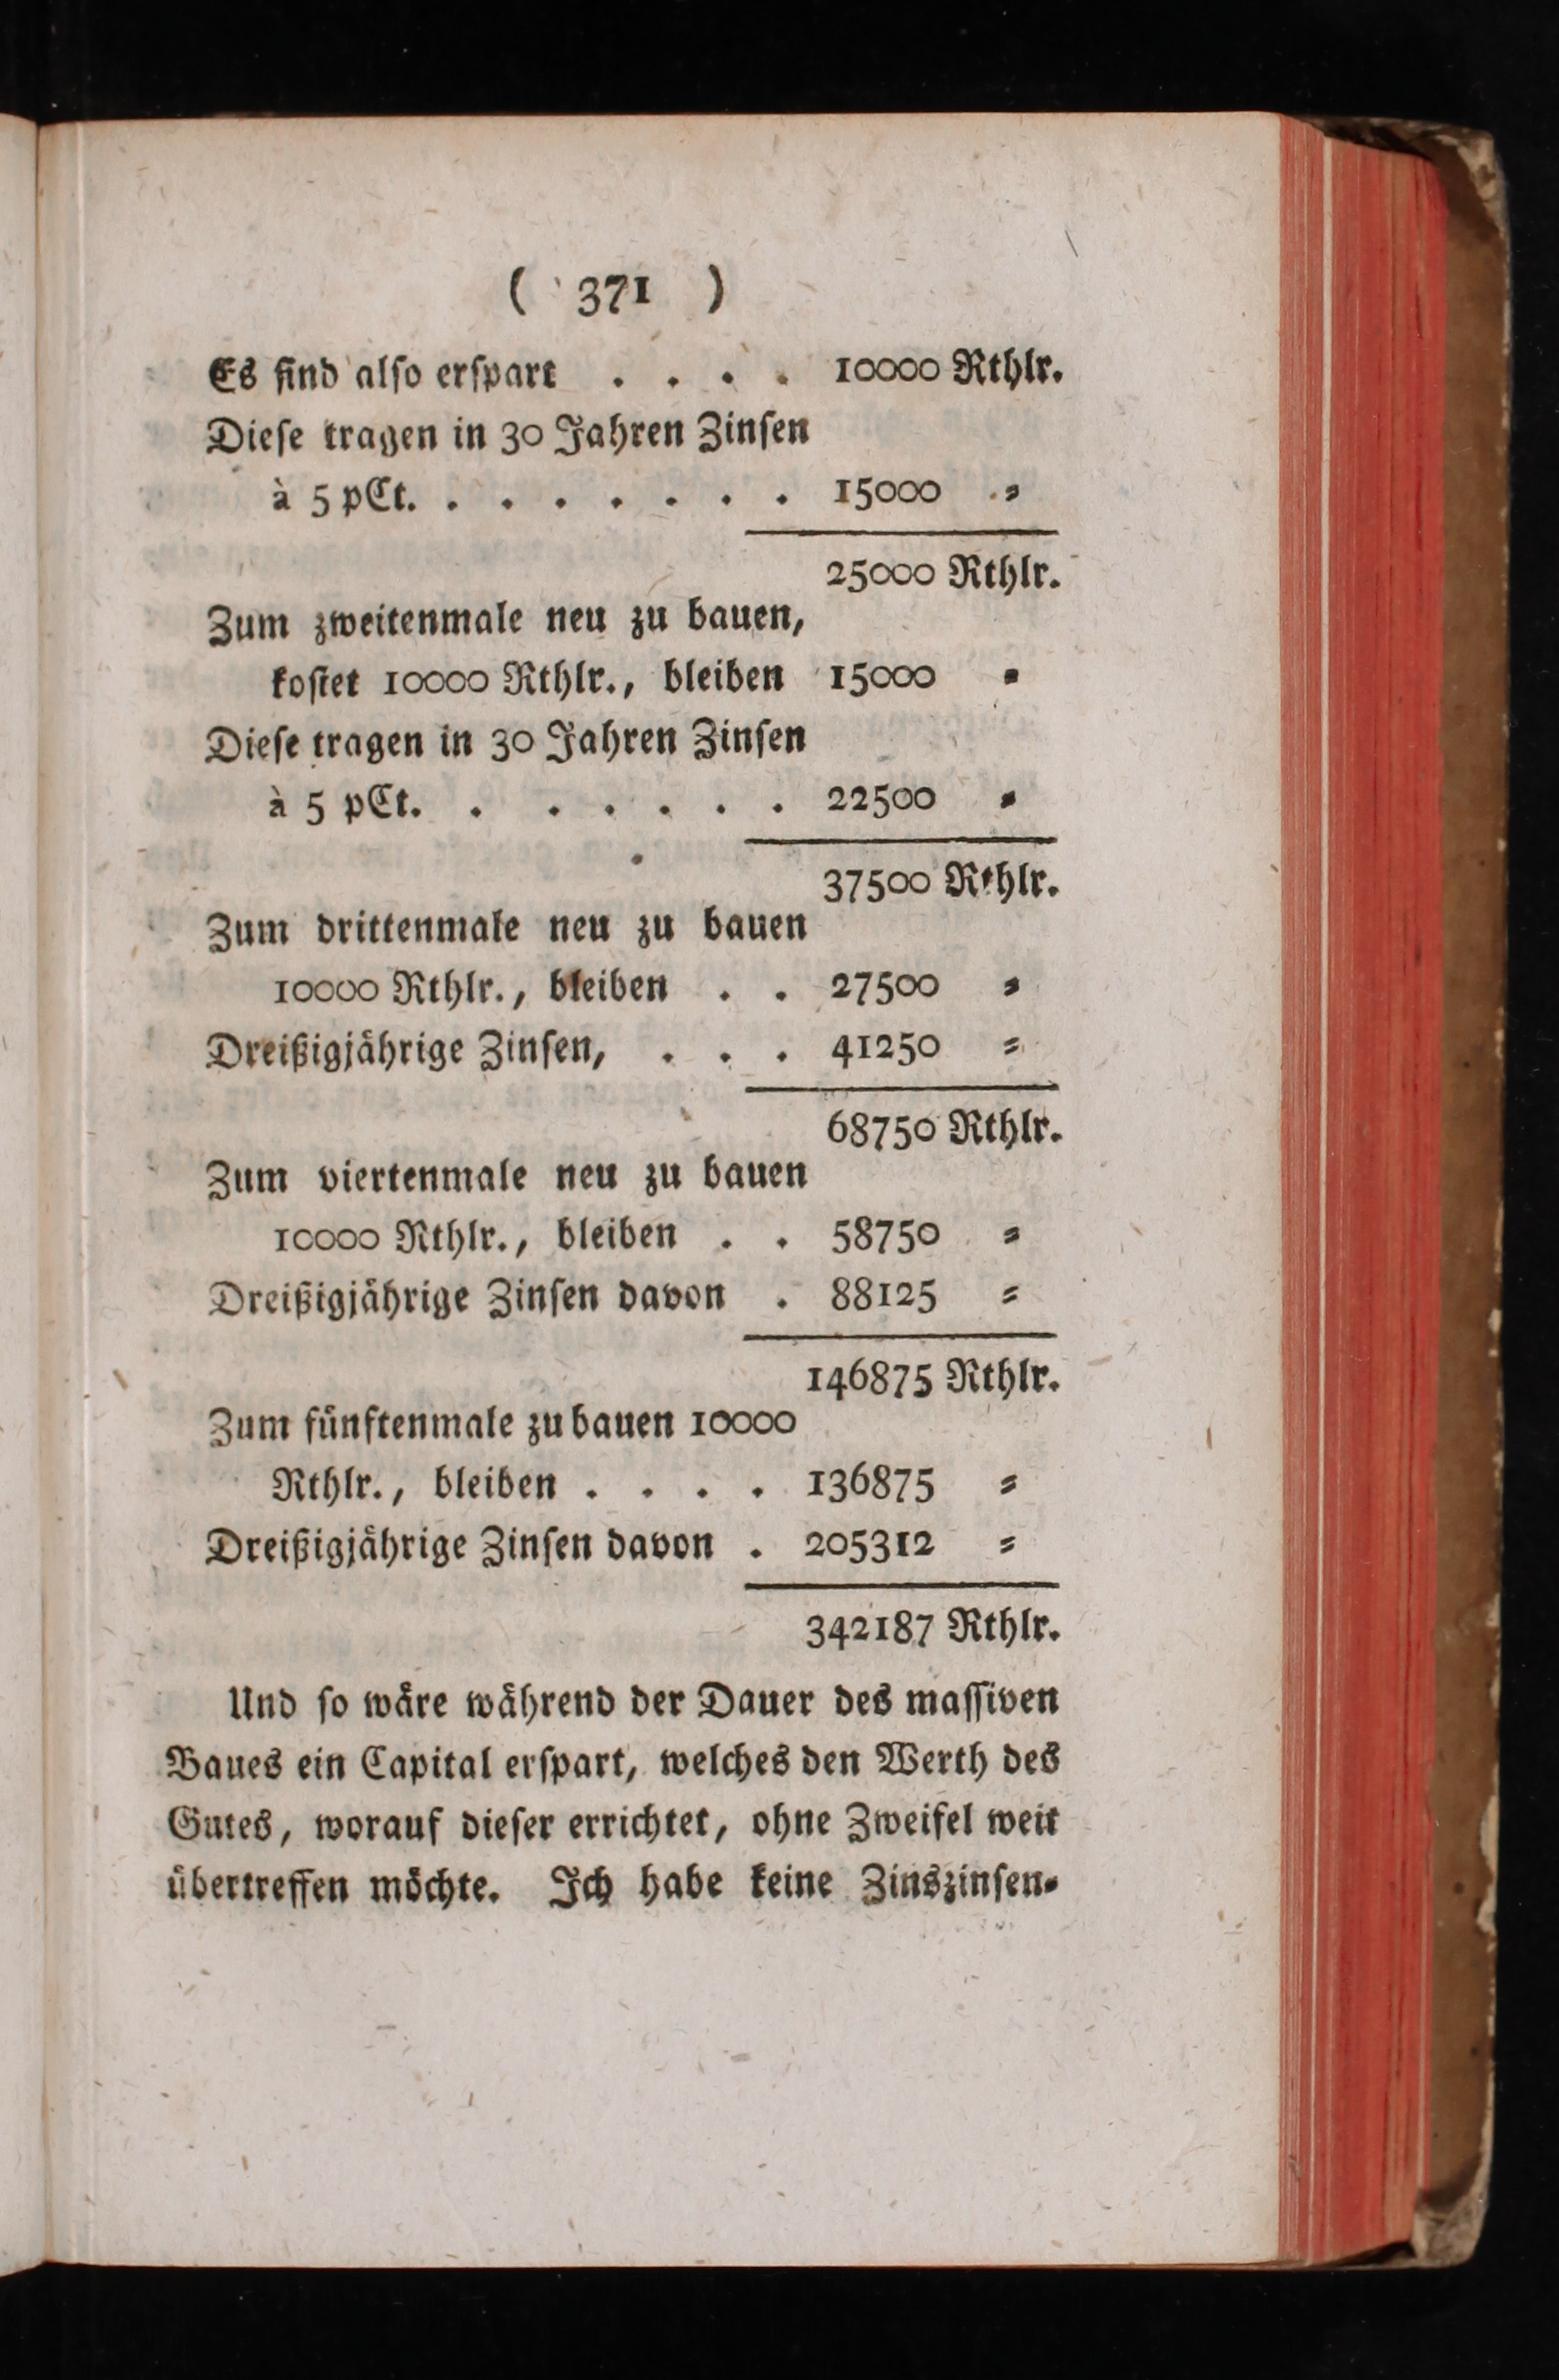 ( 371 )
Es ſind alſo erſpart . . . . 10000 Rthlr.
Dieſe tragen in 30 Jahren Zinſen
à 5 pCt. . . . . . . . 15000 ⸗
25000 Rthlr.
Zum zweitenmale neu zu bauen,
koſtet 10000 Rthlr., bleiben 15000 ⸗
Dieſe tragen in 30 Jahren Zinſen
à 5 pCt. . . . . . . 22500 ⸗
37500 Rthlr.
Zum drittenmale neu zu bauen
10000 Rthlr., bleiben . . 27500 ⸗
Dreißigjährige Zinſen, . . . 41250 ⸗
68750 Rthlr.
Zum viertenmale neu zu bauen
10000 Rthlr., bleiben . . 58750 ⸗
Dreißigjährige Zinſen davon . 88125 ⸗
146875 Rthlr.
Zum fünftenmale zu bauen 10000
Rthlr., bleiben . . . . 136875 ⸗
Dreißigjährige Zinſen davon . 205312 ⸗
342187 Rthlr.
Und ſo wäre während der Dauer des maſſiven
Baues ein Capital erſpart, welches den Werth des
Gutes, worauf dieſer errichtet, ohne Zweifel weit
übertreffen möchte. Ich habe keine Zinszinſen⸗